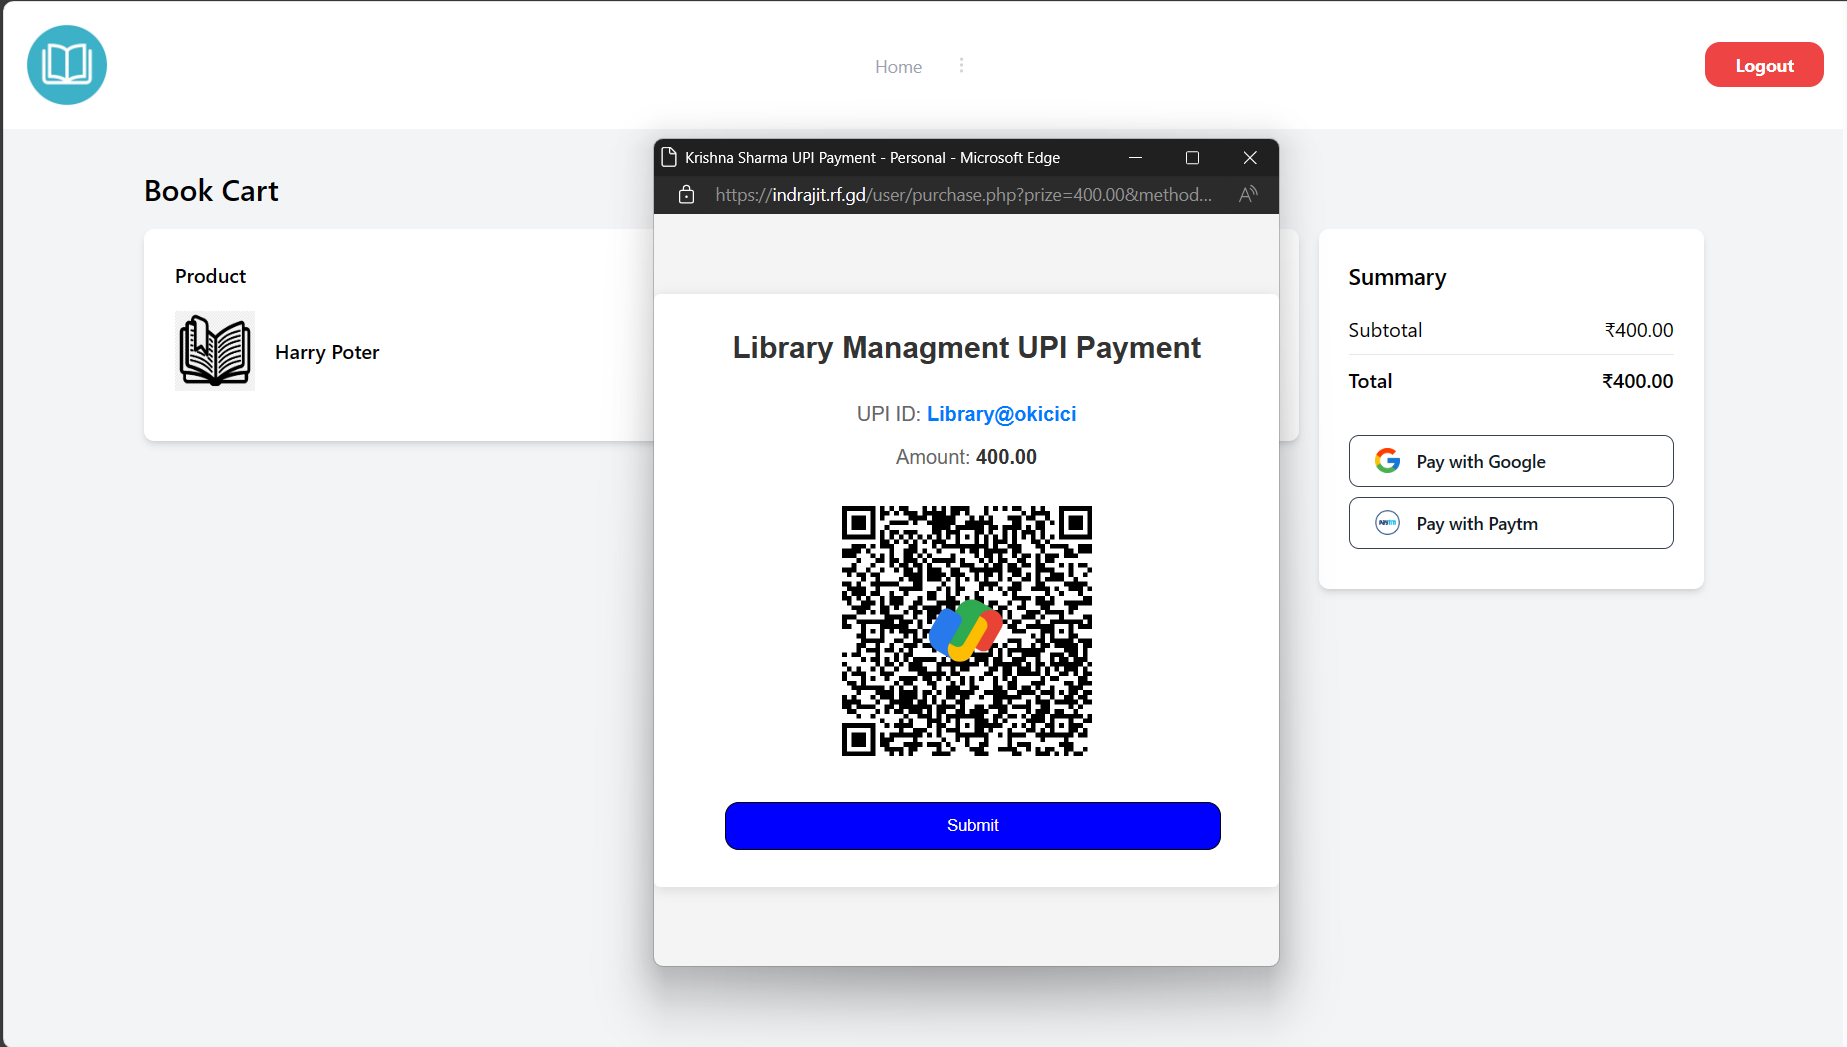 Home
Logout
Krishna Sharma UPI Payment - Personal - Microsoft Edge
https://indrajit.rf.gd/user/purchase.php?prize=400.00&method...
Book Cart
Product
Harry Poter
Library Managment UPI Payment
UPI ID: Library@okicici
Amount: 400.00
Submit
Summary
Subtotal ₹400.00
Total ₹400.00
Pay with Google
Paytm Pay with Paytm